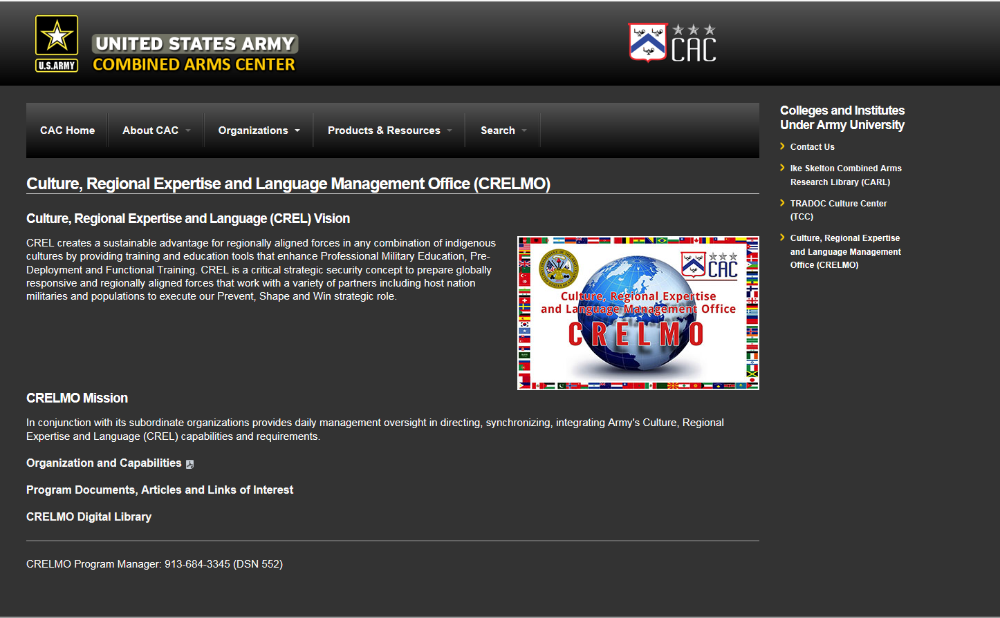 U.S.ARMY
UNITED STATES ARMY
COMBINED ARMS CENTER
CAC
CAC Home
About CAC
Organizations
Products & Resources
Search
Culture, Regional Expertise and Language Management Office (CRELMO)
Culture, Regional Expertise and Language (CREL) Vision
CREL creates a sustainable advantage for regionally aligned forces in any combination of indigenous
cultures by providing training and education tools that enhance Professional Military Education, Pre-
Deployment and Functional Training. CREL is a critical strategic security concept to prepare globally
responsive and regionally aligned forces that work with a variety of partners including host nation
militaries and populations to execute our Prevent, Shape and Win strategic role.
CAC
Culture, Regional Expertise
and Language Management Office
CRELMO
CRELMO Mission
In conjunction with its subordinate organizations provides daily management oversight in directing, synchronizing, integrating Army's Culture, Regional
Expertise and Language (CREL) capabilities and requirements.
Organization and Capabilities
Program Documents, Articles and Links of Interest
CRELMO Digital Library
CRELMO Program Manager: 913-684-3345 (DSN 552)
Colleges and Institutes
Under Army University
Contact Us
Ike Skelton Combined Arms
Research Library (CARL)
TRADOC Culture Center
(TCC)
Culture, Regional Expertise
and Language Management
Office (CRELMO)